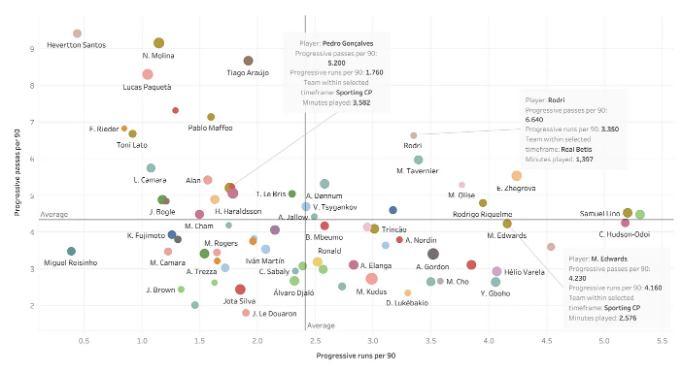 9
8
7
6
5
4
3
2
Progressive passes per 90
Hevertton Santos
N. Molina
Tiago Araújo
Lucas Paquetà
Player: Pedro Gonçalves
Progressive passes per 90:
5.200
Progressive runs per 90: 1.760
Team within selected
timeframe: Sporting CP
Minutes played: 3,582
Player: Rodri
Progressive passes per 90:
6.640
Progressive runs per 90: 3.350
Team within selected
timeframe: Real Betis
Minutes played: 1,397
F. Rieder
Toni Lato
Pablo Maffeo
Rodri
L. Camara
Alan
M. Tavernier
T. Le Bris
M. Olise
E. Zhegrova
J. Bogle
H. Haraldsson
V. Tsygankov
A. Jallow
Rodrigo Riquelme
Samuel Lino
Average
K. Fujimoto
M. Cham
B. Mbeumo
Trincão
M. Edwards
C. Hudson-Odoi
M. Rogers
A. Nordin
Miguel Reisinho
M. Camara
Iván Martín
Ronald
A. Trezza
C. Sabaly
A. Elanga
A. Gordon
Hélio Varela
J. Brown
Jota Silva
Álvaro Djaló
M. Kudus
M. Cho
Y. Gboho
D. Lukébakio
J. Le Douaron
Player: M. Edwards
Progressive passes per 90:
4.230
Progressive runs per 90: 4.160
Team within selected
timeframe: Sporting CP
Minutes played: 2,576
Average
0.5 1.0 1.5 2.0 2.5 3.0 3.5 4.0 4.5 5.0 5.5
Progressive runs per 90